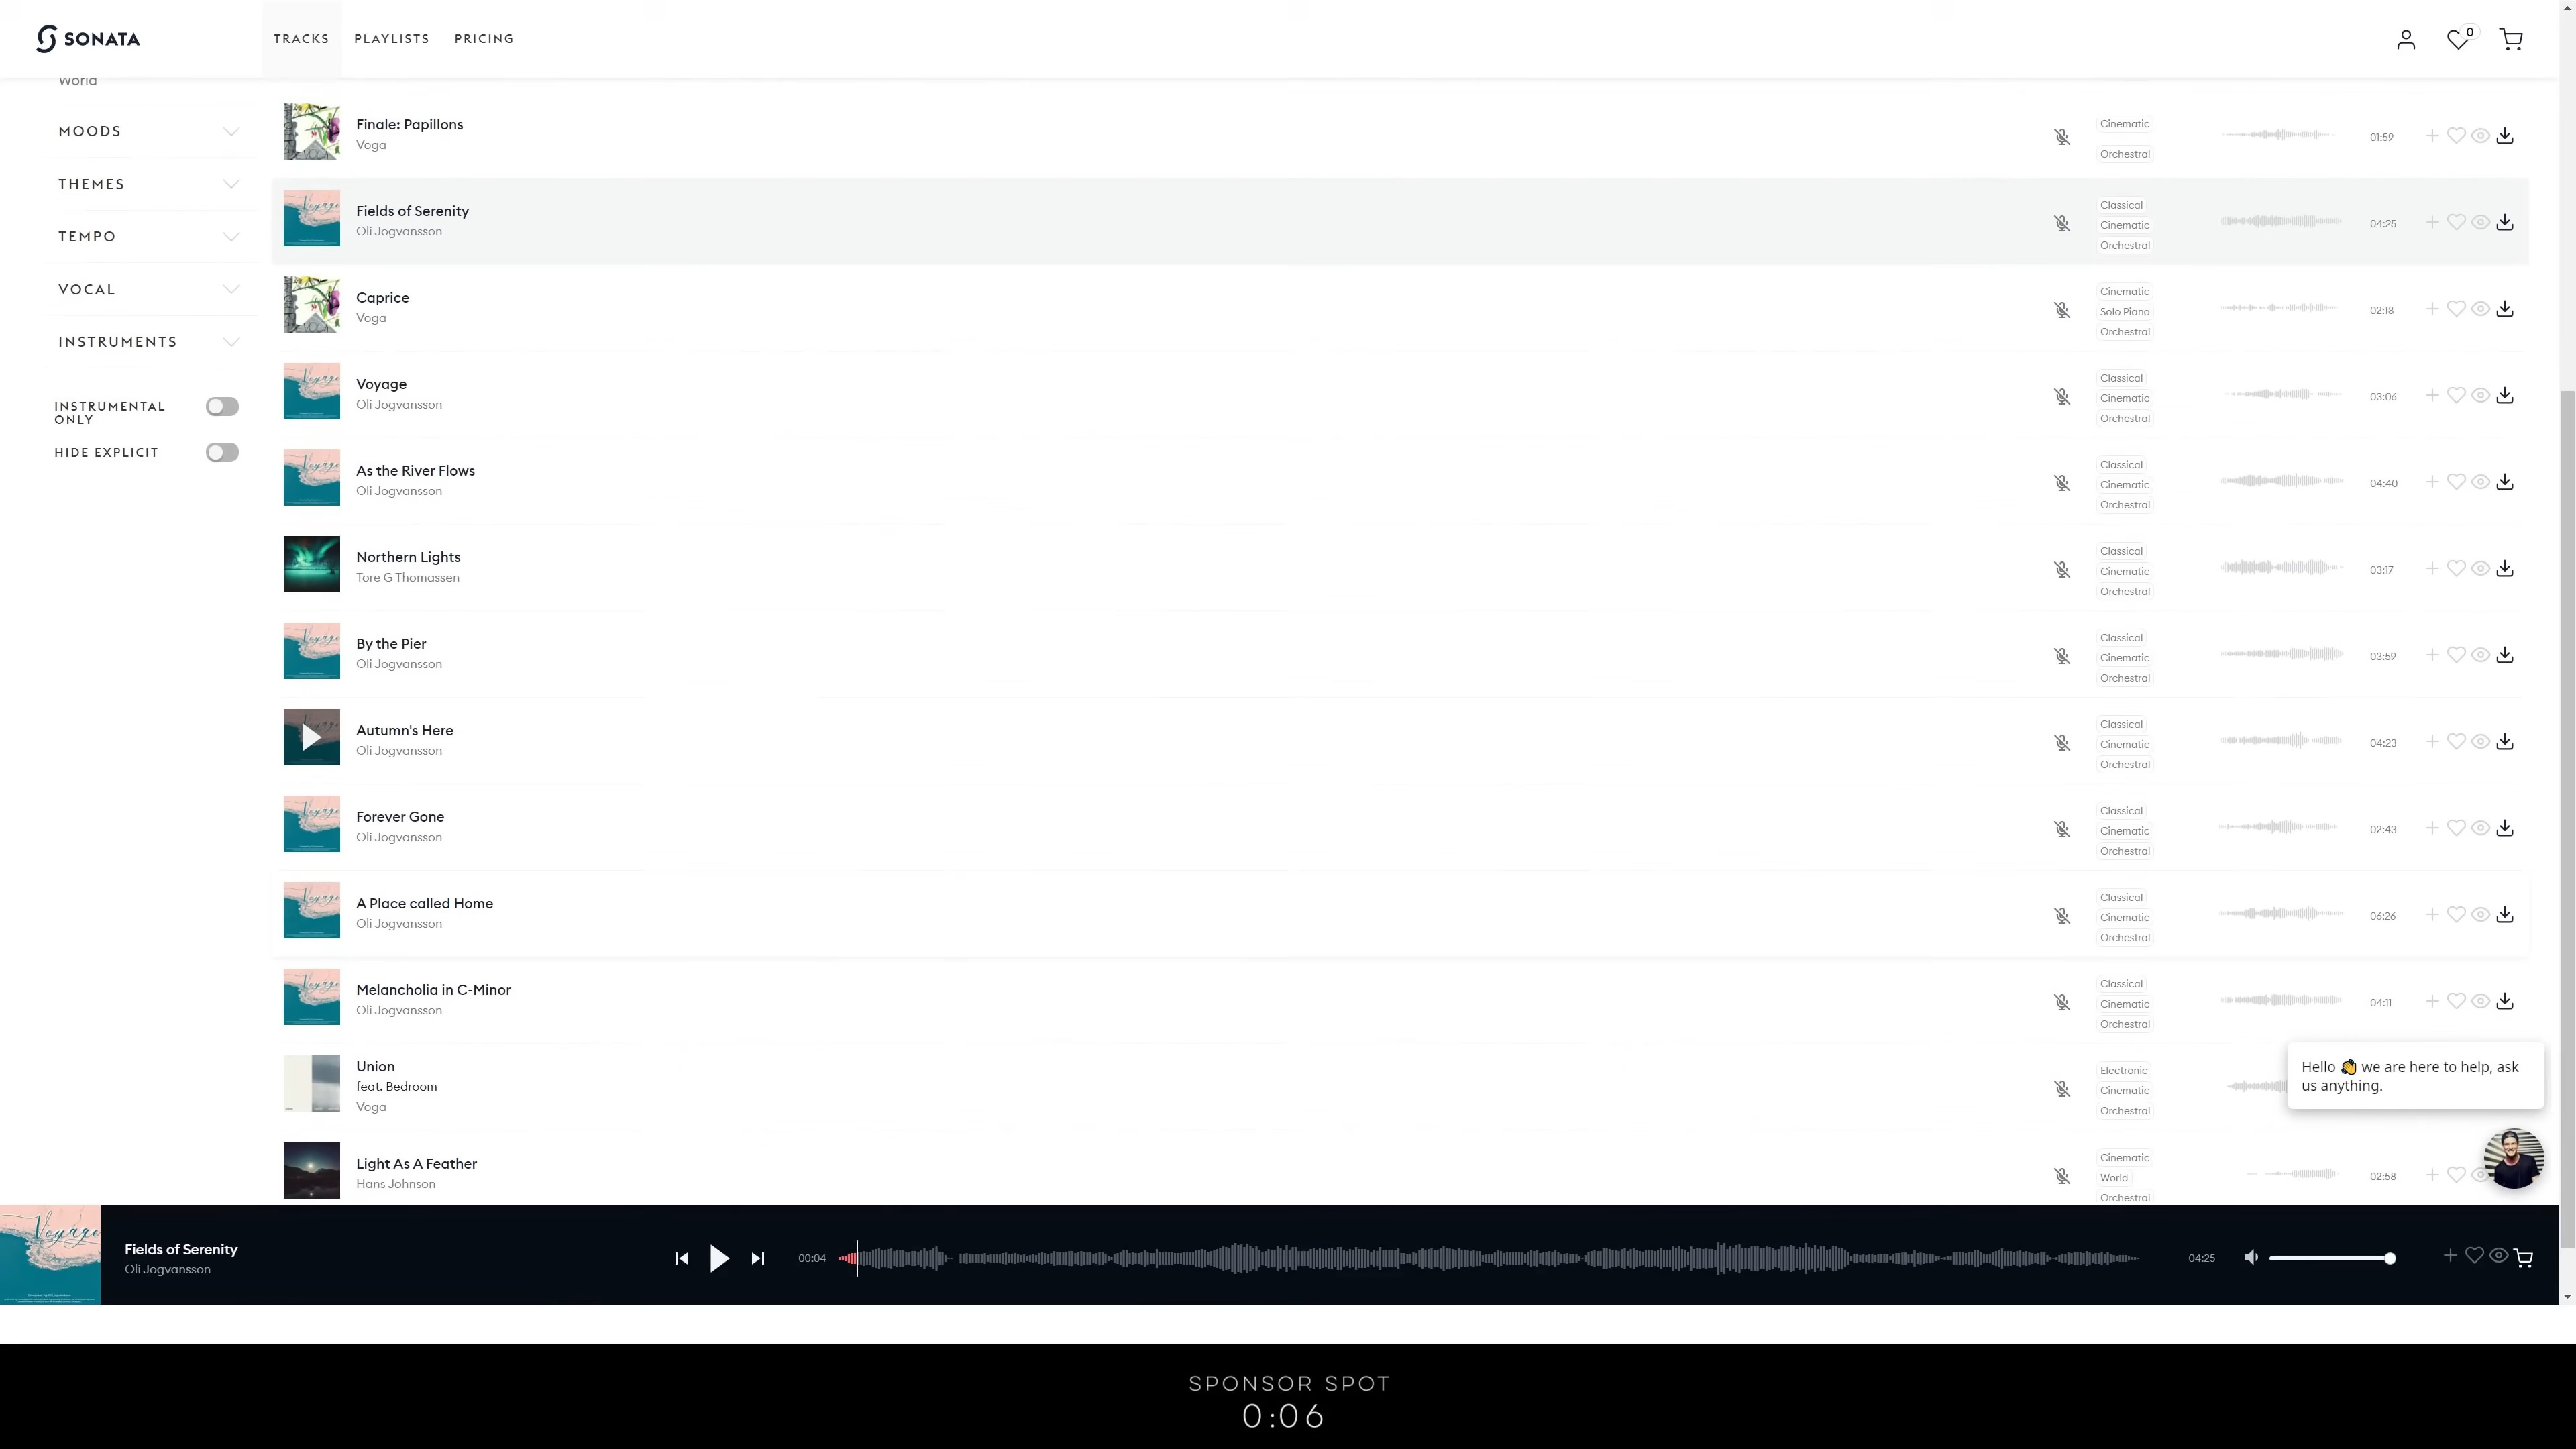 SONATA
TRACKS PLAYLISTS PRICING
0
World
MOODS
THEMES
TEMPO
VOCAL
INSTRUMENTS
INSTRUMENTAL
ONLY
HIDE EXPLICIT
Finale: Papillons
Voga
Cinematic
Orchestral
01:59
Voyage
Fields of Serenity
Oli Jogvansson
Classical
Cinematic
Orchestral
04:25
Caprice
Voga
Cinematic
Solo Piano
Orchestral
02:18
Voyage
Voyage
Oli Jogvansson
Classical
Cinematic
Orchestral
03:06
Voyage
As the River Flows
Oli Jogvansson
Classical
Cinematic
Orchestral
04:40
Northern Lights
Tore G Thomassen
Classical
Cinematic
Orchestral
03:17
Voyage
By the Pier
Oli Jogvansson
Classical
Cinematic
Orchestral
03:59
Autumn's Here
Oli Jogvansson
Classical
Cinematic
Orchestral
04:23
Voyage
Forever Gone
Oli Jogvansson
Classical
Cinematic
Orchestral
02:43
Voyage
A Place called Home
Oli Jogvansson
Classical
Cinematic
Orchestral
06:26
Voyage
Melancholia in C-Minor
Oli Jogvansson
Classical
Cinematic
Orchestral
04:11
Union
feat. Bedroom
Voga
Electronic
Cinematic
Orchestral
Hello 👋 we are here to help, ask
us anything.
Light As A Feather
Hans Johnson
Cinematic
World
Orchestral
02:58
Voyage
Fields of Serenity
Oli Jogvansson
00:04
04:25
SPONSOR SPOT
0:06